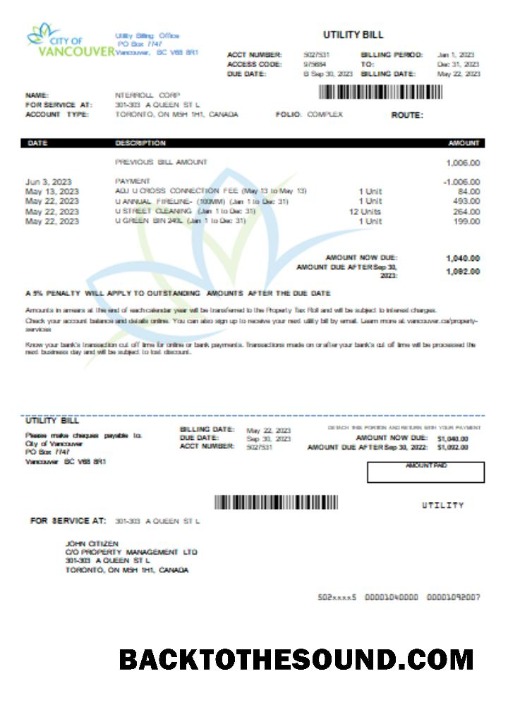 CITY OF
VANCOUVER
Utility Billing Office
PO Box 7747
Vancouver, BC V6B 8R1
UTILITY BILL
ACCT NUMBER: 5027531 BILLING PERIOD: Jan 1, 2023
ACCESS CODE: 975684 TO: Dec 31, 2023
DUE DATE: Sep 30, 2023 BILLING DATE: May 22, 2023
NAME: NTERROLL CORP
FOR SERVICE AT: 301-303 A QUEEN ST L
ACCOUNT TYPE: TORONTO, ON M5H 1H1, CANADA FOLIO: COMPLEX ROUTE:
DATE DESCRIPTION AMOUNT
PREVIOUS BILL AMOUNT 1,006.00
Jun 3, 2023 PAYMENT -1,006.00
May 13, 2023 ADJ U CROSS CONNECTION FEE (May 13 to May 13) 1 Unit 84.00
May 22, 2023 U ANNUAL FIRELINE- (100MM) (Jan 1 to Dec 31) 1 Unit 493.00
May 22, 2023 U STREET CLEANING (Jan 1 to Dec 31) 12 Units 264.00
May 22, 2023 U GREEN BIN 240L (Jan 1 to Dec 31) 1 Unit 199.00
AMOUNT NOW DUE: 1,040.00
AMOUNT DUE AFTER Sep 30, 2023: 1,092.00
A 5% PENALTY WILL APPLY TO OUTSTANDING AMOUNTS AFTER THE DUE DATE
Amounts in arrears at the end of each calendar year will be transferred to the Property Tax Roll and will be subject to interest charges.
Check your account balance and details online. You can also sign up to receive your next utility bill by email. Learn more at vancouver.ca/property-
services
Know your bank's transaction cut off time for online or bank payments. Transactions made on or after your bank's cut off time will be processed the
next business day and will be subject to lost discount.
UTILITY BILL
Please make cheques payable to:
City of Vancouver
PO Box 7747
Vancouver BC V6B 8R1
BILLING DATE: May 22, 2023
DUE DATE: Sep 30, 2023
ACCT NUMBER: 5027531
DETACH THIS PORTION AND RETURN WITH YOUR PAYMENT
AMOUNT NOW DUE: $1,040.00
AMOUNT DUE AFTER Sep 30, 2022: $1,092.00
AMOUNT PAID
UTILITY
FOR SERVICE AT: 301-303 A QUEEN ST L
JOHN CITIZEN
C/O PROPERTY MANAGEMENT LTD
301-303 A QUEEN ST L
TORONTO, ON M5H 1H1, CANADA
502xxxx5 00001040000 00001092007
BACKTOTHESOUND.COM